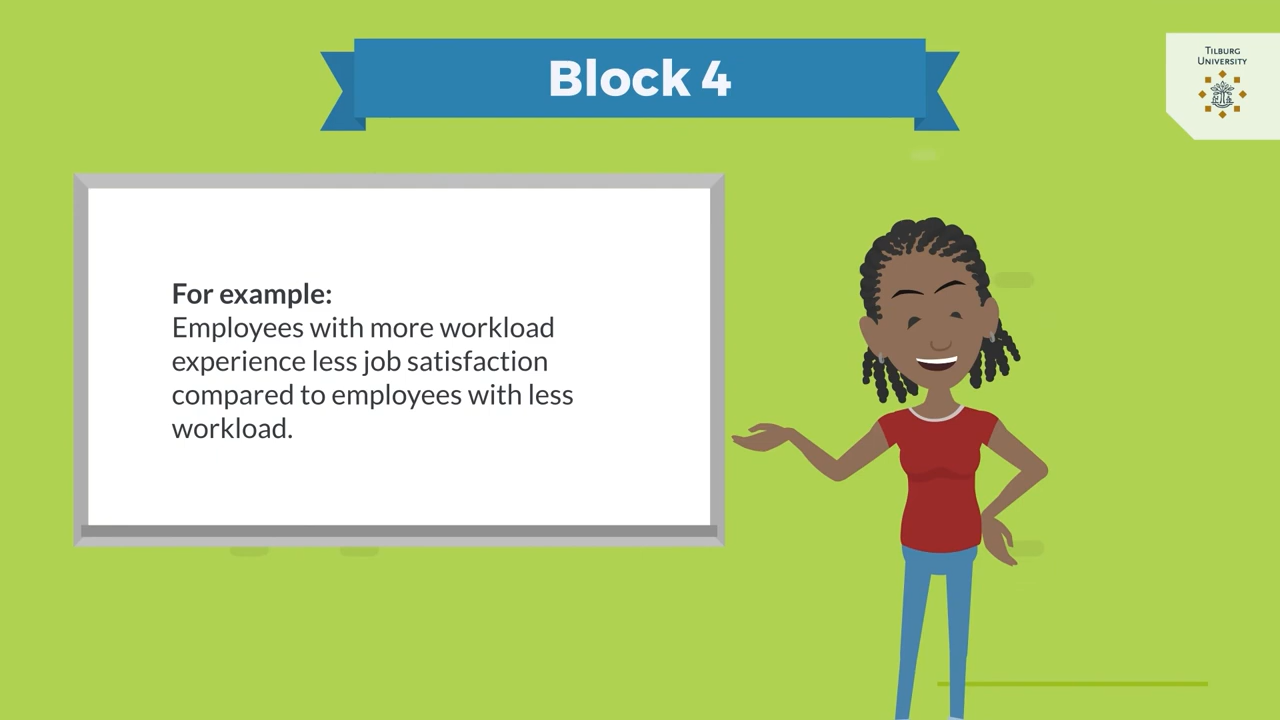 Block 4
TILBURG
UNIVERSITY
For example:
Employees with more workload
experience less job satisfaction
compared to employees with less
workload.